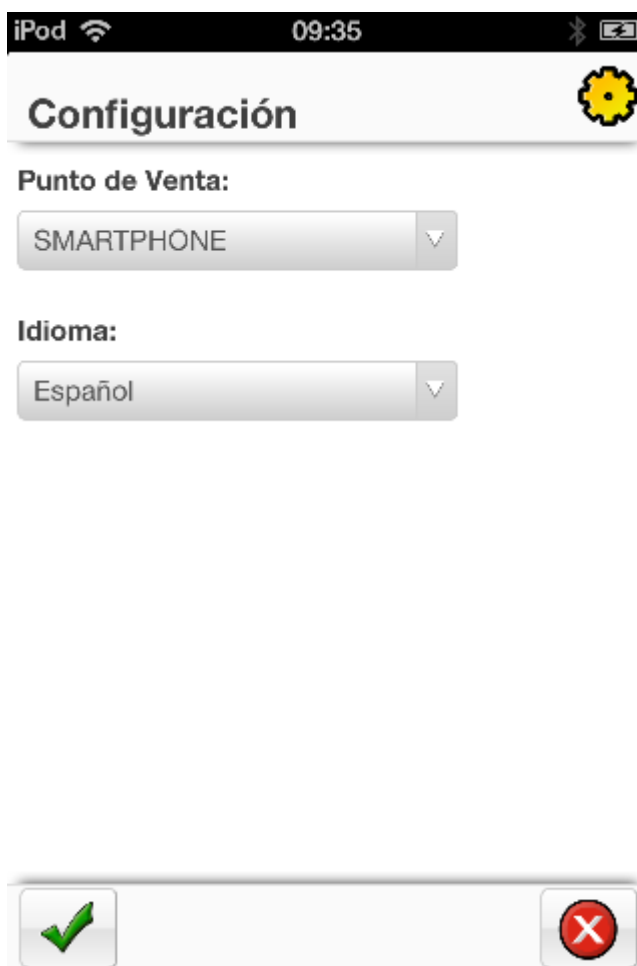 iPod 09:35
Configuración
Punto de Venta:
SMARTPHONE
Idioma:
Español